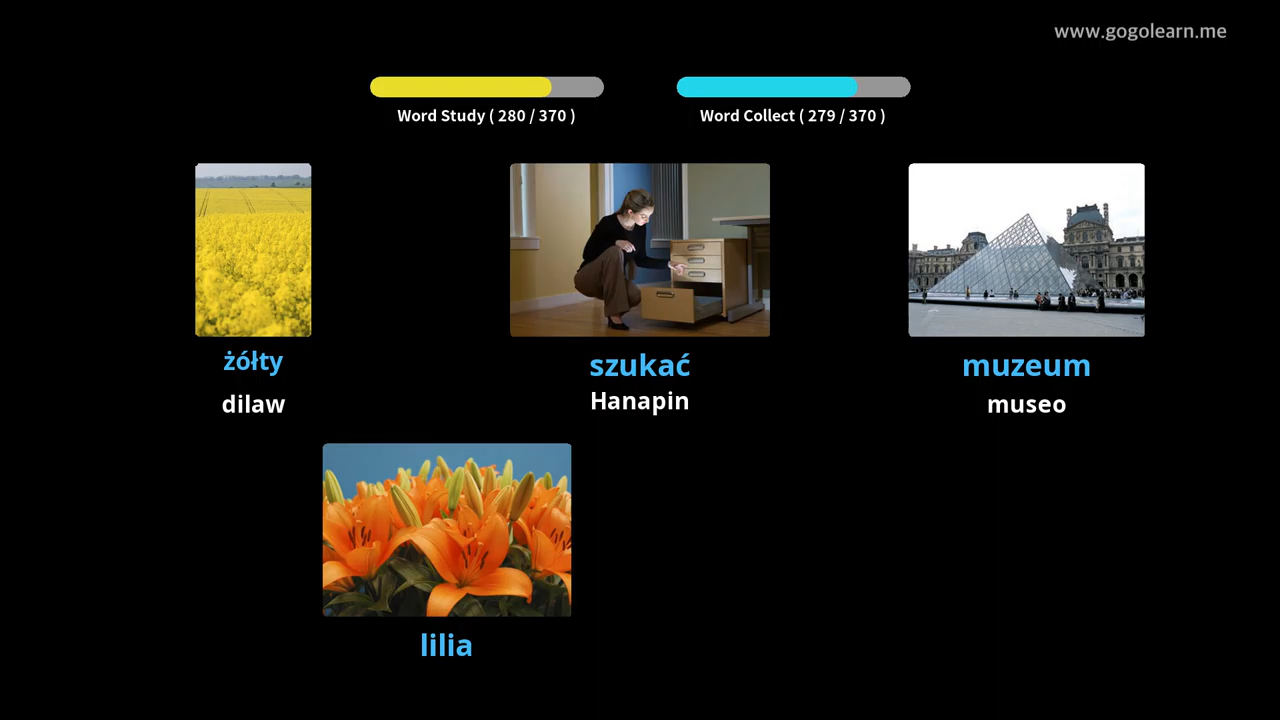 www.gogolearn.me
Word Study ( 280 / 370 )
Word Collect ( 279 / 370 )
żółty
szukać
muzeum
dilaw
Hanapin
museo
lilia